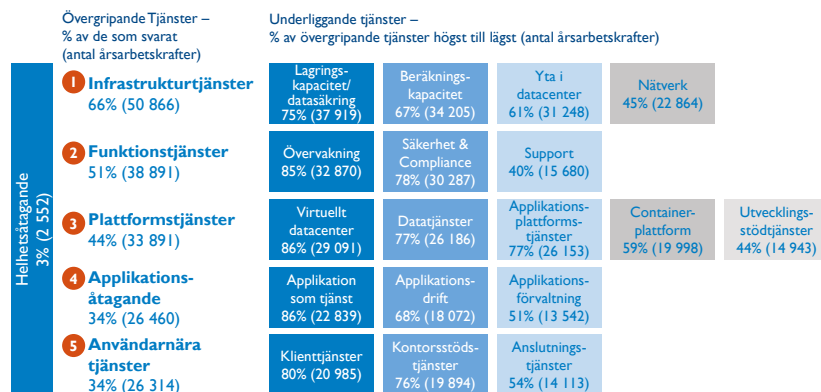 Övergripande Tjänster –
% av de som svarat
(antal årsarbetskrafter)
Underliggande tjänster –
% av övergripande tjänster högst till lägst (antal årsarbetskrafter)
Helhetsåtagande
3% (2 552)
1 Infrastrukturtjänster
66% (50 866)
Lagrings-
kapacitet/
datasäkring
75% (37 919)
Beräknings-
kapacitet
67% (34 205)
Yta i
datacenter
61% (31 248)
Nätverk
45% (22 864)
2 Funktionstjänster
51% (38 891)
Övervakning
85% (32 870)
Säkerhet &
Compliance
78% (30 287)
Support
40% (15 680)
3 Plattformstjänster
44% (33 891)
Virtuellt
datacenter
86% (29 091)
Datatjänster
77% (26 186)
Applikations-
plattforms-
tjänster
77% (26 153)
Container-
plattform
59% (19 998)
Utvecklings-
stödtjänster
44% (14 943)
4 Applikations-
åtagande
34% (26 460)
Applikation
som tjänst
86% (22 839)
Applikations-
drift
68% (18 072)
Applikations-
förvaltning
51% (13 542)
5 Användarnära
tjänster
34% (26 314)
Klienttjänster
80% (20 985)
Kontorsstöds-
tjänster
76% (19 894)
Anslutnings-
tjänster
54% (14 113)